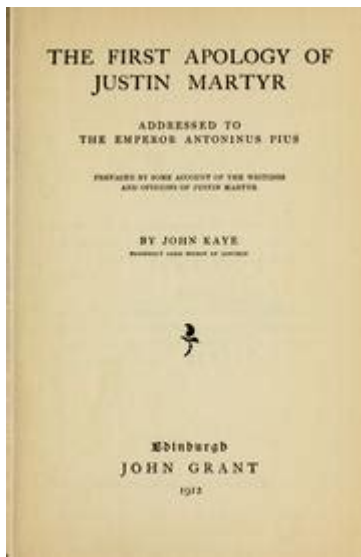 THE FIRST APOLOGY OF
JUSTIN MARTYR
ADDRESSED TO
THE EMPEROR ANTONINUS PIUS
PREFACED BY SOME ACCOUNT OF THE WRITINGS
AND OPINIONS OF JUSTIN MARTYR
BY JOHN KAYE
Edinburgh
JOHN GRANT
1912